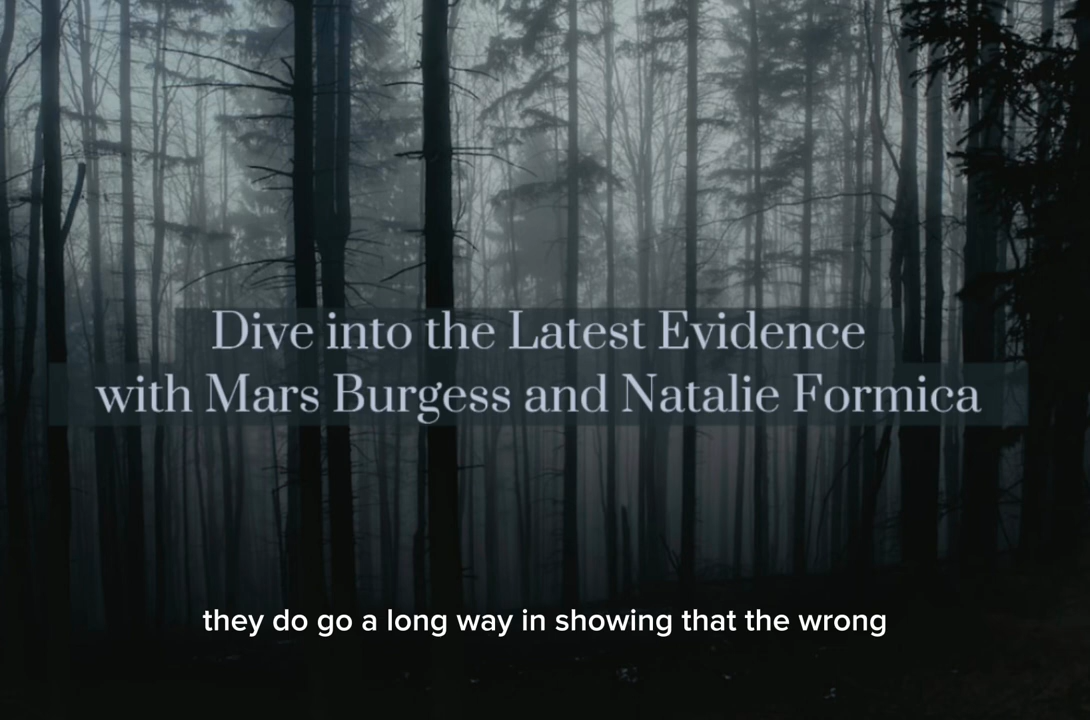 Dive into the Latest Evidence
with Mars Burgess and Natalie Formica
they do go a long way in showing that the wrong